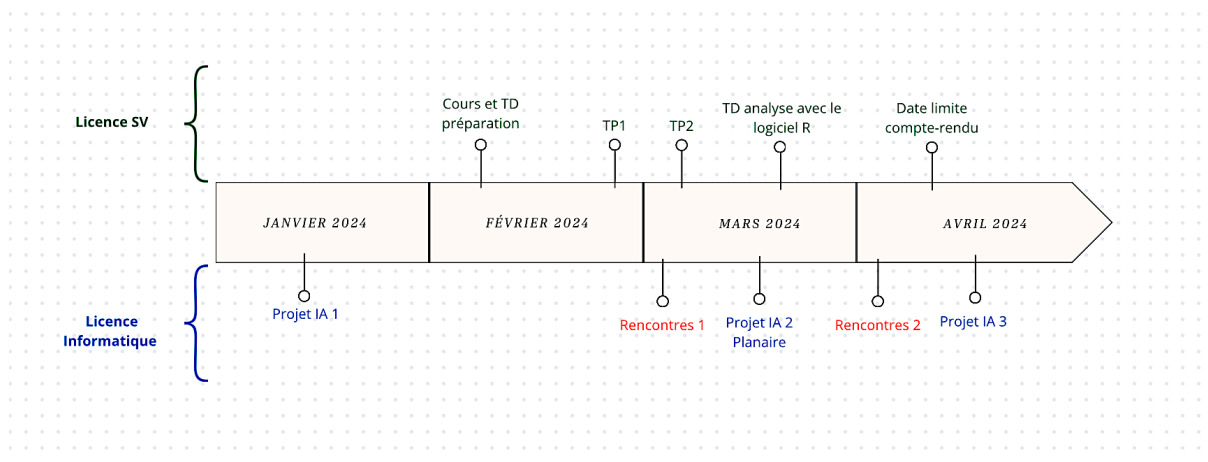 Licence SV
Cours et TD
préparation
TP1
TP2
TD analyse avec le
logiciel R
Date limite
compte-rendu
JANVIER 2024
FÉVRIER 2024
MARS 2024
AVRIL 2024
Licence
Informatique
Projet IA 1
Rencontres 1
Projet IA 2
Planaire
Rencontres 2
Projet IA 3